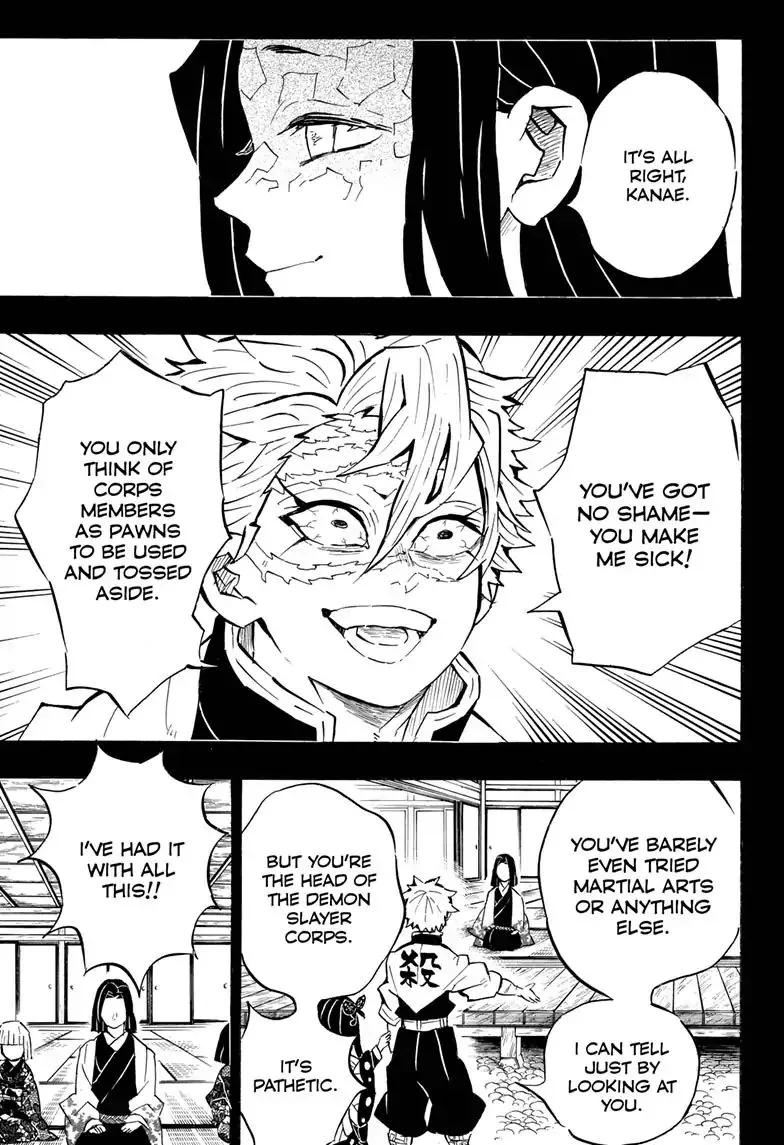 IT'S ALL
RIGHT,
KANAE.
YOU'VE GOT
NO SHAME—
YOU MAKE
ME SICK!
YOU ONLY
THINK OF
CORPS
MEMBERS
AS PAWNS
TO BE USED
AND TOSSED
ASIDE.
YOU'VE BARELY
EVEN TRIED
MARTIAL ARTS
OR ANYTHING
ELSE.
I CAN TELL
JUST BY
LOOKING AT
YOU.
BUT YOU'RE
THE HEAD OF
THE DEMON
SLAYER
CORPS.
殺
IT'S
PATHETIC.
I'VE HAD IT
WITH ALL
THIS!!